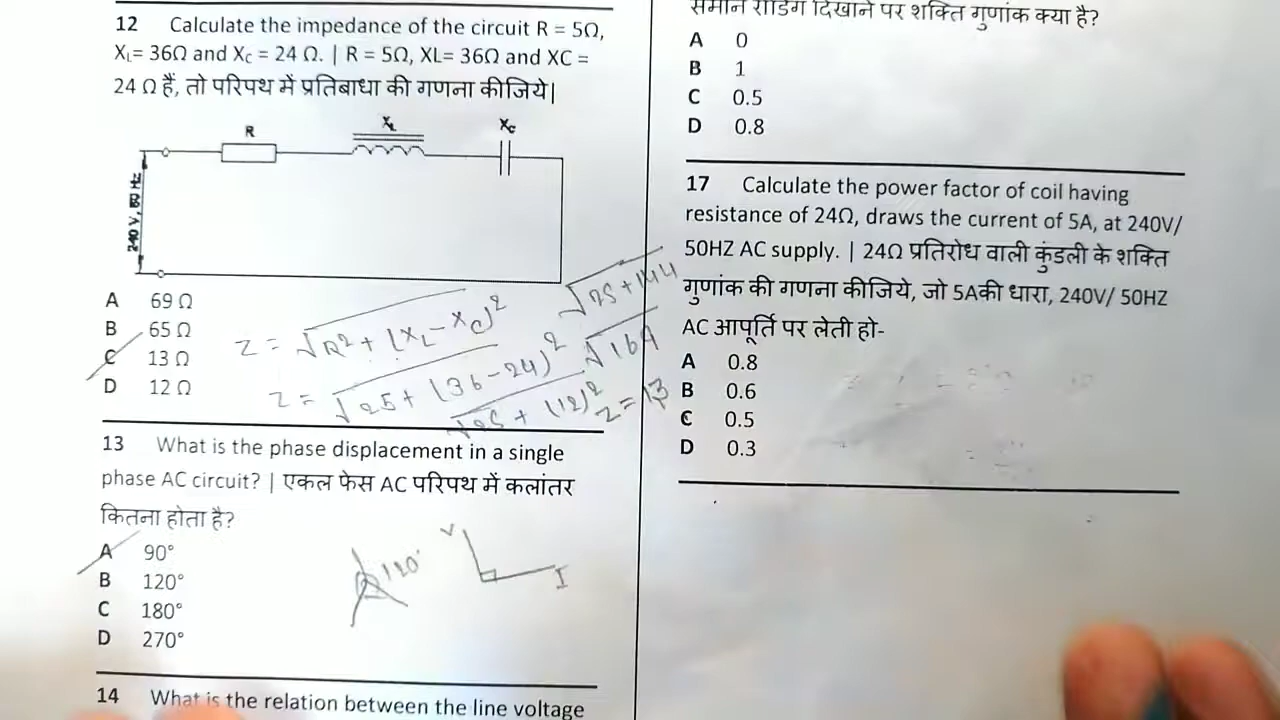 12 Calculate the impedance of the circuit R = 5Ω,
XL= 36Ω and XC = 24 Ω. | R = 5Ω, XL= 36Ω and XC =
24 Ω हैं, तो परिपथ में प्रतिबाधा की गणना कीजिये|
R
XL
XC
240 V, 50 Hz
A 69 Ω
B 65 Ω
C 13 Ω
D 12 Ω
Z = √R²+(XL-XC)²
Z = √25+(36-24)²
√25+(12)²
√25+144
√169
Z=13
13 What is the phase displacement in a single
phase AC circuit? | एकल फेस AC परिपथ में कलांतर
कितना होता है?
A 90°
B 120°
C 180°
D 270°
120°
V
I
14 What is the relation between the line voltage
समान रीडिंग दिखाने पर शक्ति गुणांक क्या है?
A 0
B 1
C 0.5
D 0.8
17 Calculate the power factor of coil having
resistance of 24Ω, draws the current of 5A, at 240V/
50HZ AC supply. | 24Ω प्रतिरोध वाली कुंडली के शक्ति
गुणांक की गणना कीजिये, जो 5Aकी धारा, 240V/ 50HZ
AC आपूर्ति पर लेती हो-
A 0.8
B 0.6
C 0.5
D 0.3